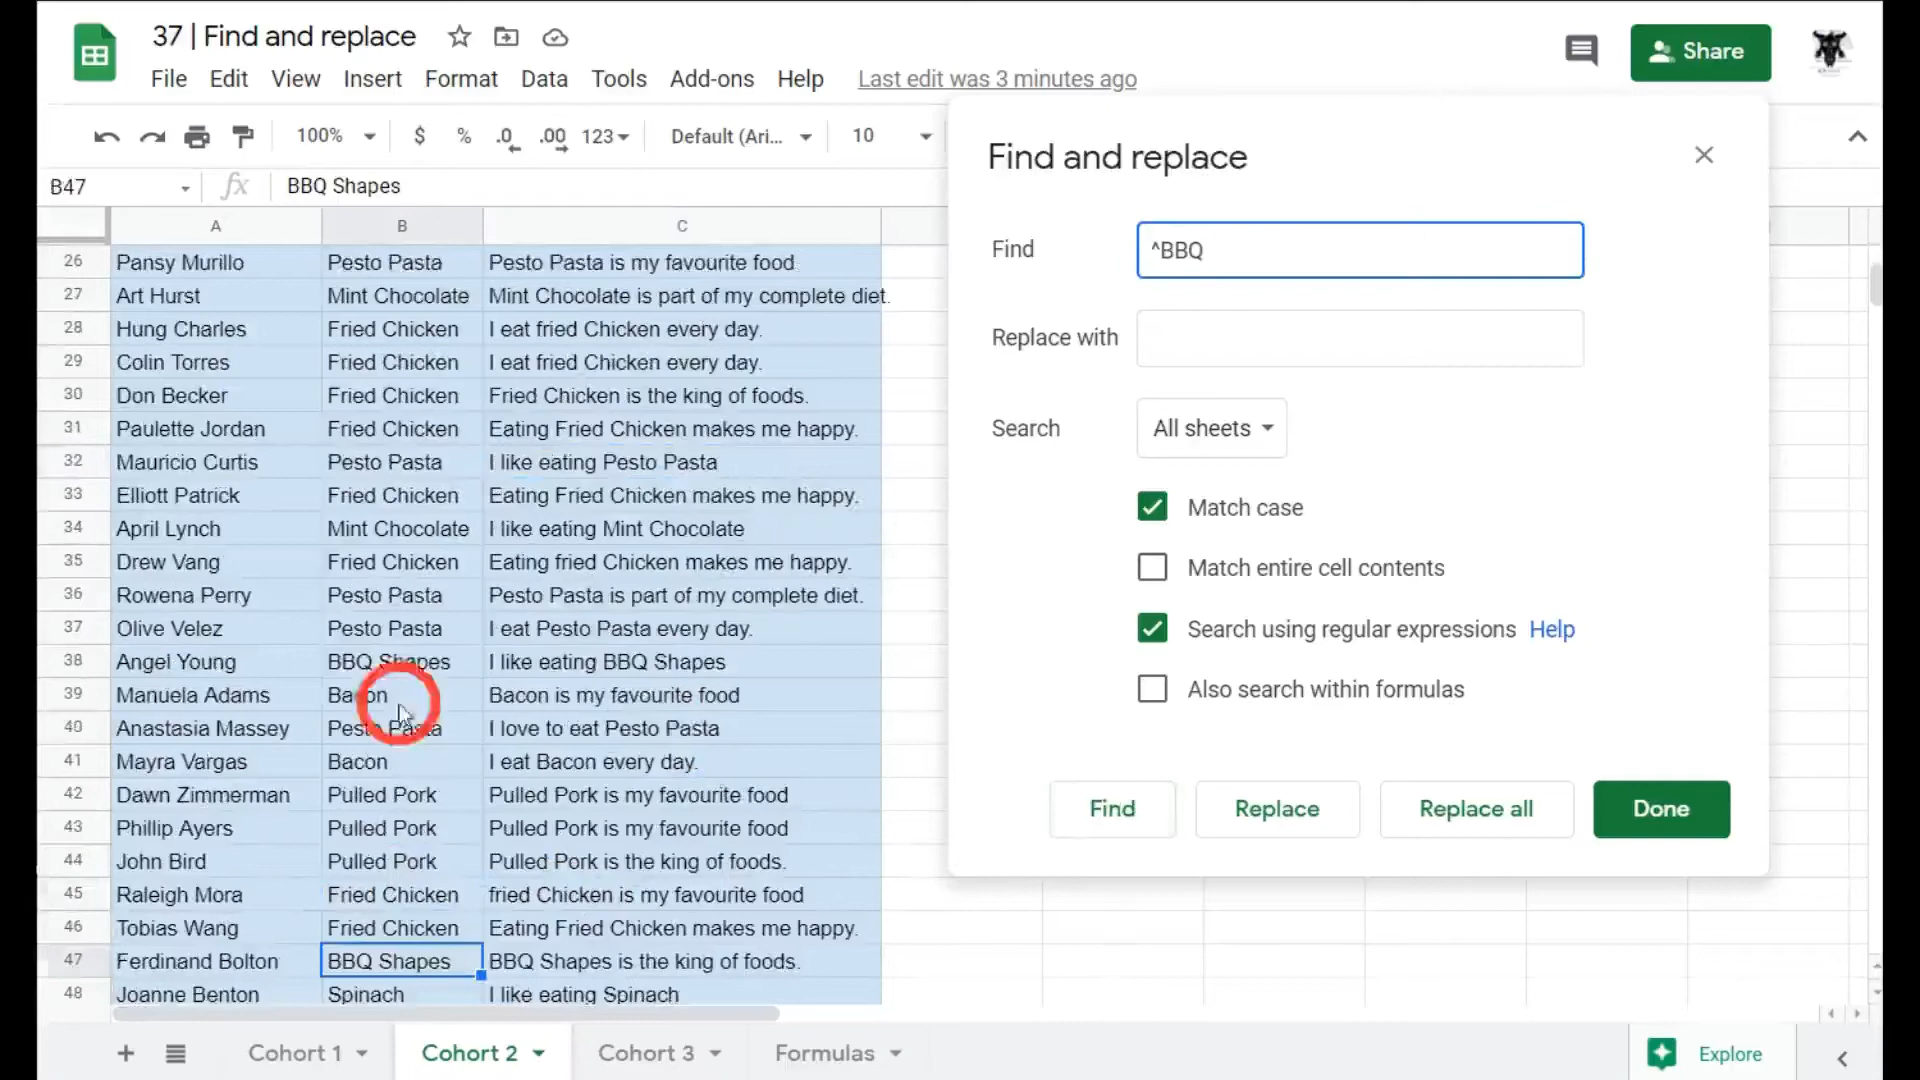 37 | Find and replace
File Edit View Insert Format Data Tools Add-ons Help Last edit was 3 minutes ago
Share
100% $ % .0 .00 123 Default (Ari... 10
B47 fx BBQ Shapes
A B C
26 Pansy Murillo Pesto Pasta Pesto Pasta is my favourite food
27 Art Hurst Mint Chocolate Mint Chocolate is part of my complete diet.
28 Hung Charles Fried Chicken I eat fried Chicken every day.
29 Colin Torres Fried Chicken I eat fried Chicken every day.
30 Don Becker Fried Chicken Fried Chicken is the king of foods.
31 Paulette Jordan Fried Chicken Eating Fried Chicken makes me happy.
32 Mauricio Curtis Pesto Pasta I like eating Pesto Pasta
33 Elliott Patrick Fried Chicken Eating Fried Chicken makes me happy.
34 April Lynch Mint Chocolate I like eating Mint Chocolate
35 Drew Vang Fried Chicken Eating fried Chicken makes me happy.
36 Rowena Perry Pesto Pasta Pesto Pasta is part of my complete diet.
37 Olive Velez Pesto Pasta I eat Pesto Pasta every day.
38 Angel Young BBQ Shapes I like eating BBQ Shapes
39 Manuela Adams Bacon Bacon is my favourite food
40 Anastasia Massey Pesto Pasta I love to eat Pesto Pasta
41 Mayra Vargas Bacon I eat Bacon every day.
42 Dawn Zimmerman Pulled Pork Pulled Pork is my favourite food
43 Phillip Ayers Pulled Pork Pulled Pork is my favourite food
44 John Bird Pulled Pork Pulled Pork is the king of foods.
45 Raleigh Mora Fried Chicken fried Chicken is my favourite food
46 Tobias Wang Fried Chicken Eating Fried Chicken makes me happy.
47 Ferdinand Bolton BBQ Shapes BBQ Shapes is the king of foods.
48 Joanne Benton Spinach I like eating Spinach
Find and replace
Find ^BBQ
Replace with
Search All sheets
Match case
Match entire cell contents
Search using regular expressions Help
Also search within formulas
Find Replace Replace all Done
Cohort 1 Cohort 2 Cohort 3 Formulas Explore